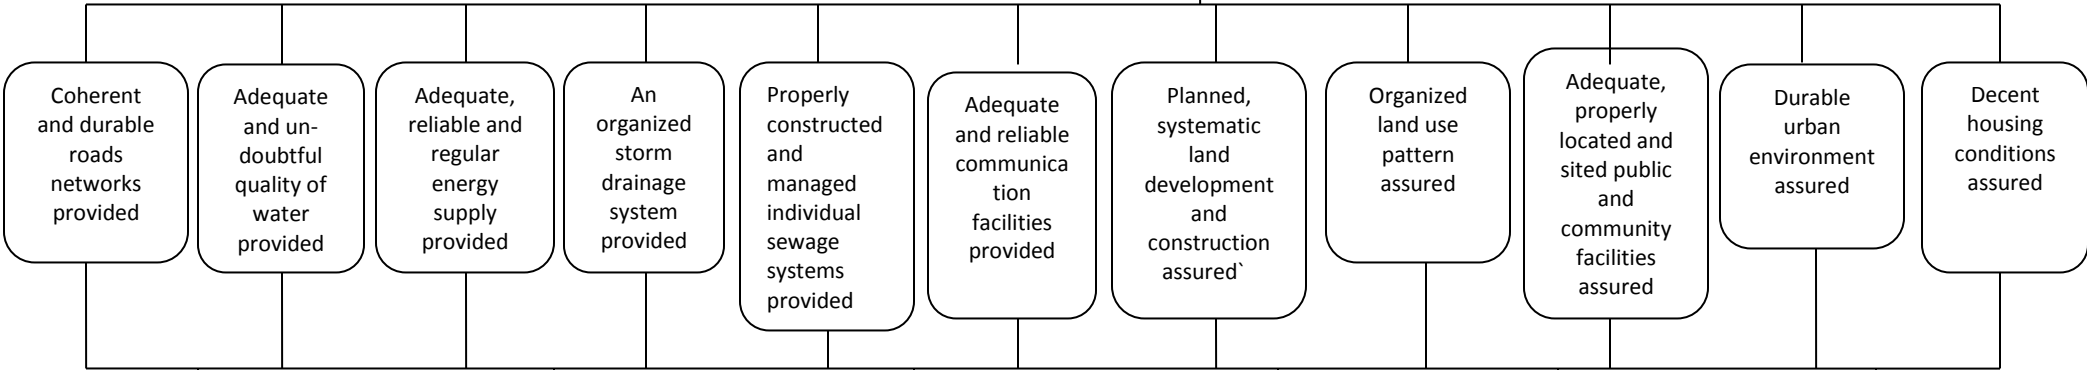 Coherent
and durable
roads
networks
provided
Adequate
and un-
doubtful
quality of
water
provided
Adequate,
reliable and
regular
energy
supply
provided
An
organized
storm
drainage
system
provided
Properly
constructed
and
managed
individual
sewage
systems
provided
Adequate
and reliable
communica
tion
facilities
provided
Planned,
systematic
land
development
and
construction
assured`
Organized
land use
pattern
assured
Adequate,
properly
located and
sited public
and
community
facilities
assured
Durable
urban
environment
assured
Decent
housing
conditions
assured